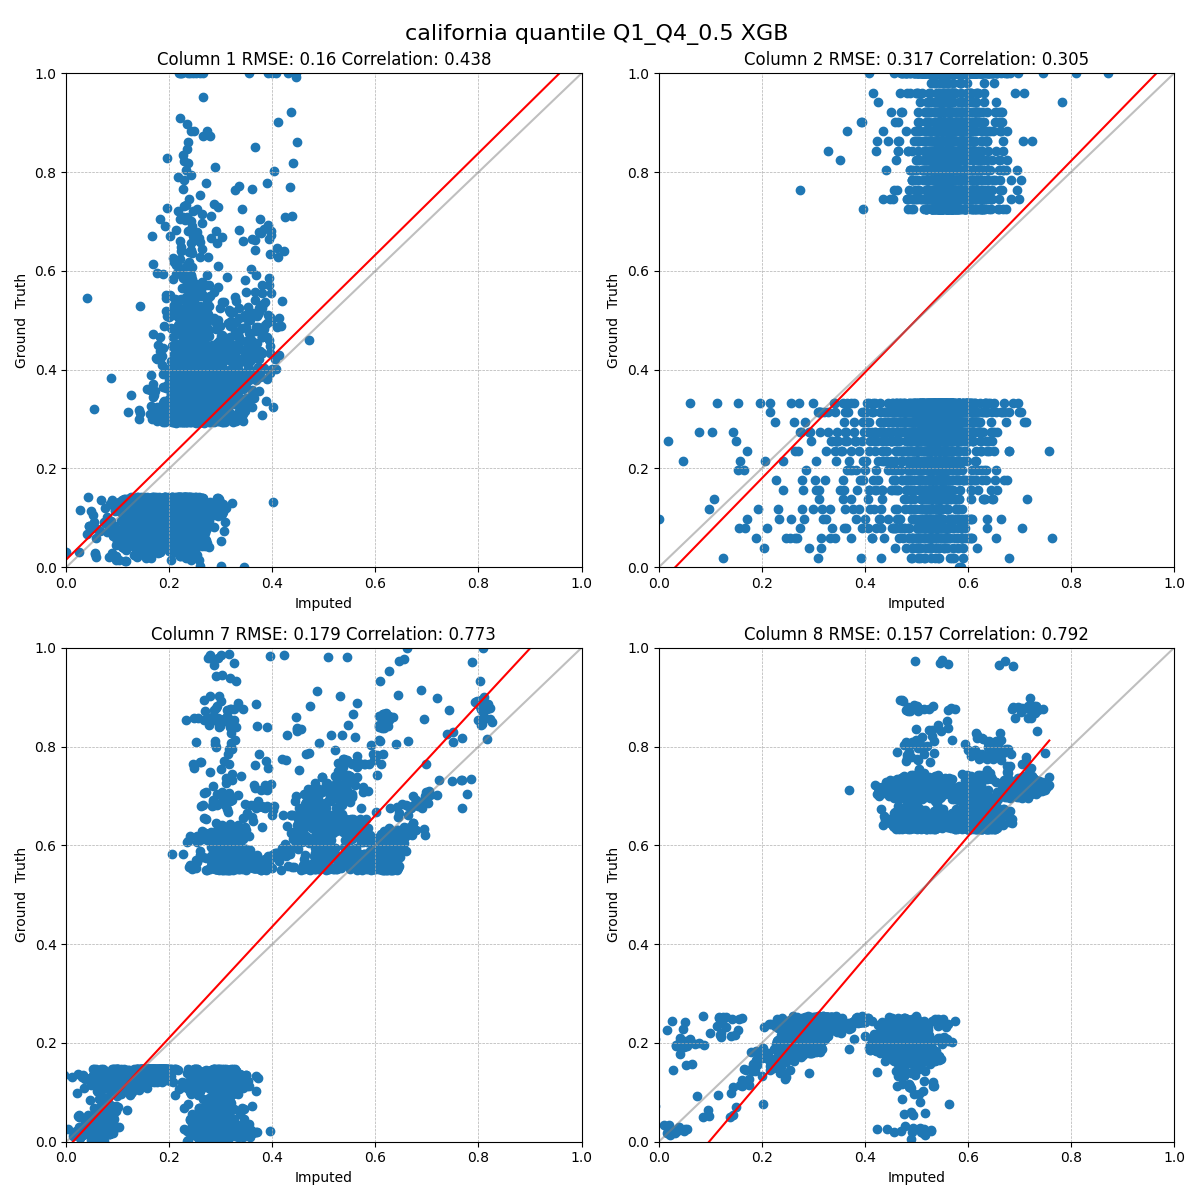 california quantile Q1_Q4_0.5 XGB
Column 1 RMSE: 0.16 Correlation: 0.438
1.0
0.8
0.6
0.4
0.2
0.0
Ground Truth
0.0 0.2 0.4 0.6 0.8 1.0
Imputed
Column 2 RMSE: 0.317 Correlation: 0.305
1.0
0.8
0.6
0.4
0.2
0.0
Ground Truth
0.0 0.2 0.4 0.6 0.8 1.0
Imputed
Column 7 RMSE: 0.179 Correlation: 0.773
1.0
0.8
0.6
0.4
0.2
0.0
Ground Truth
0.0 0.2 0.4 0.6 0.8 1.0
Imputed
Column 8 RMSE: 0.157 Correlation: 0.792
1.0
0.8
0.6
0.4
0.2
0.0
Ground Truth
0.0 0.2 0.4 0.6 0.8 1.0
Imputed